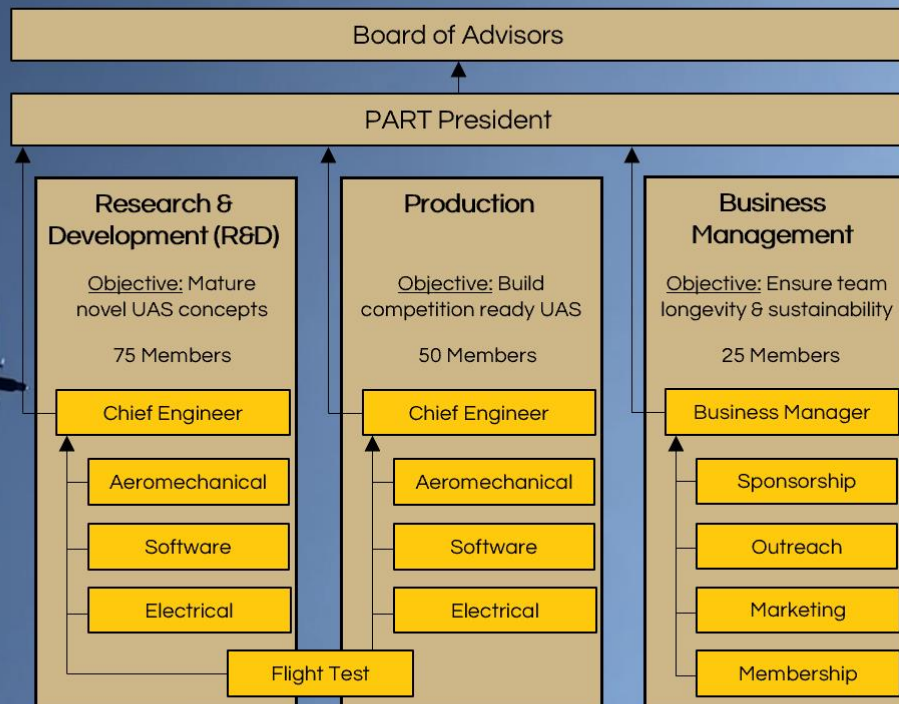 Board of Advisors
PART President
Research &
Development (R&D)
Objective: Mature
novel UAS concepts
75 Members
Chief Engineer
Aeromechanical
Software
Electrical
Production
Objective: Build
competition ready UAS
50 Members
Chief Engineer
Aeromechanical
Software
Electrical
Flight Test
Business
Management
Objective: Ensure team
longevity & sustainability
25 Members
Business Manager
Sponsorship
Outreach
Marketing
Membership